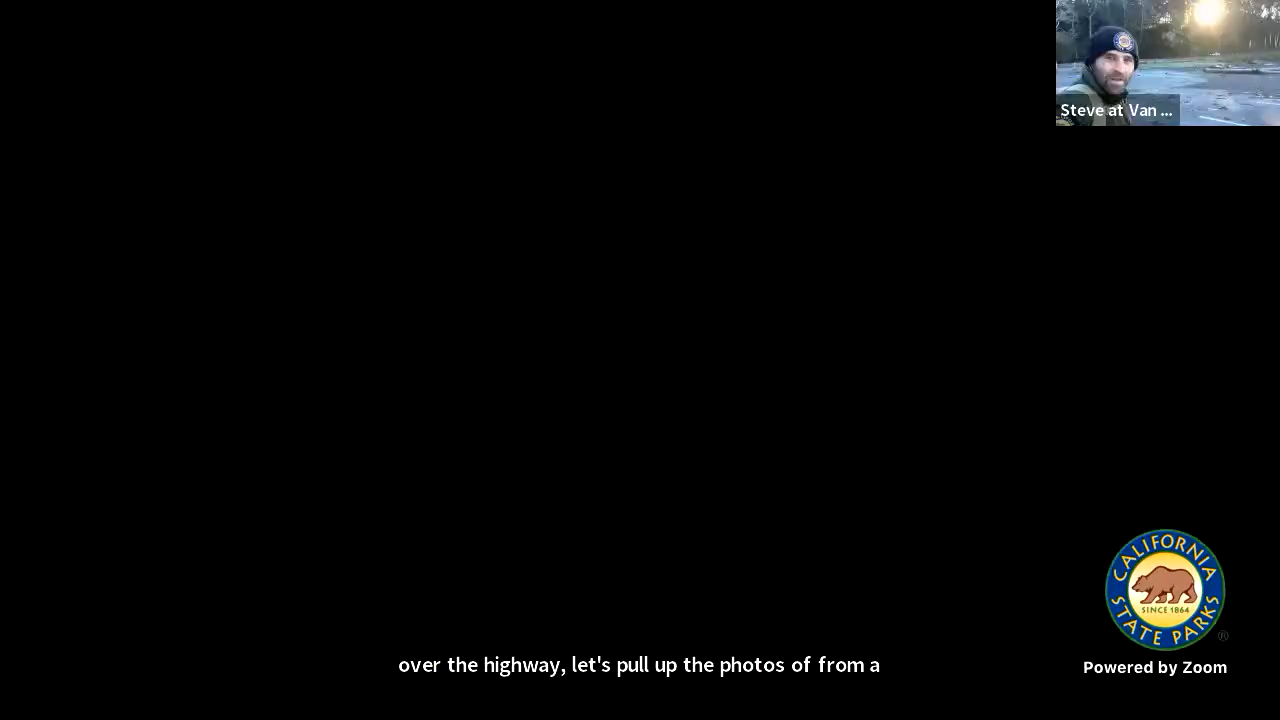 Steve at Van ...
CALIFORNIA
SINCE 1864
STATE PARKS
®
over the highway, let's pull up the photos of from a
Powered by Zoom